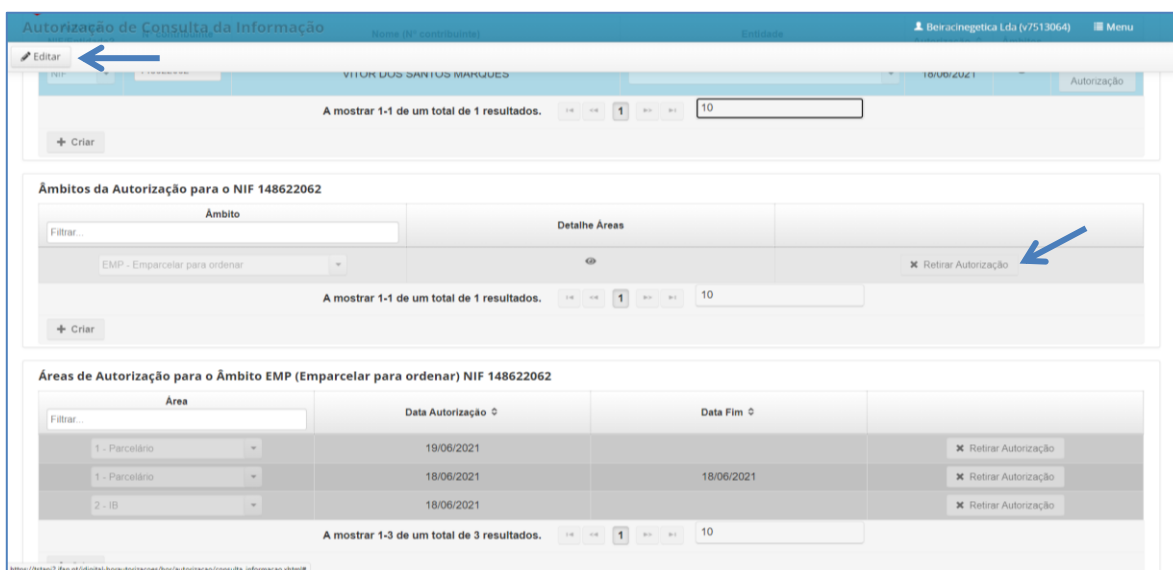 Autorização de Consulta da Informação
Beiracinegetica Lda (v7513064) Menu
Nome (Nº contribuinte) Entidade
Editar
NIF VITOR DOS SANTOS MARQUES 18/06/2021
Autorização
A mostrar 1-1 de um total de 1 resultados. 1 10
+ Criar
Âmbitos da Autorização para o NIF 148622062
Âmbito
Detalhe Áreas
Filtrar...
EMP - Emparcelar para ordenar Retirar Autorização
A mostrar 1-1 de um total de 1 resultados. 1 10
+ Criar
Áreas de Autorização para o Âmbito EMP (Emparcelar para ordenar) NIF 148622062
Área
Data Autorização Data Fim
Filtrar...
1 - Parcelário 19/06/2021 Retirar Autorização
1 - Parcelário 18/06/2021 18/06/2021 Retirar Autorização
2 - IB 18/06/2021 Retirar Autorização
A mostrar 1-3 de um total de 3 resultados. 1 10